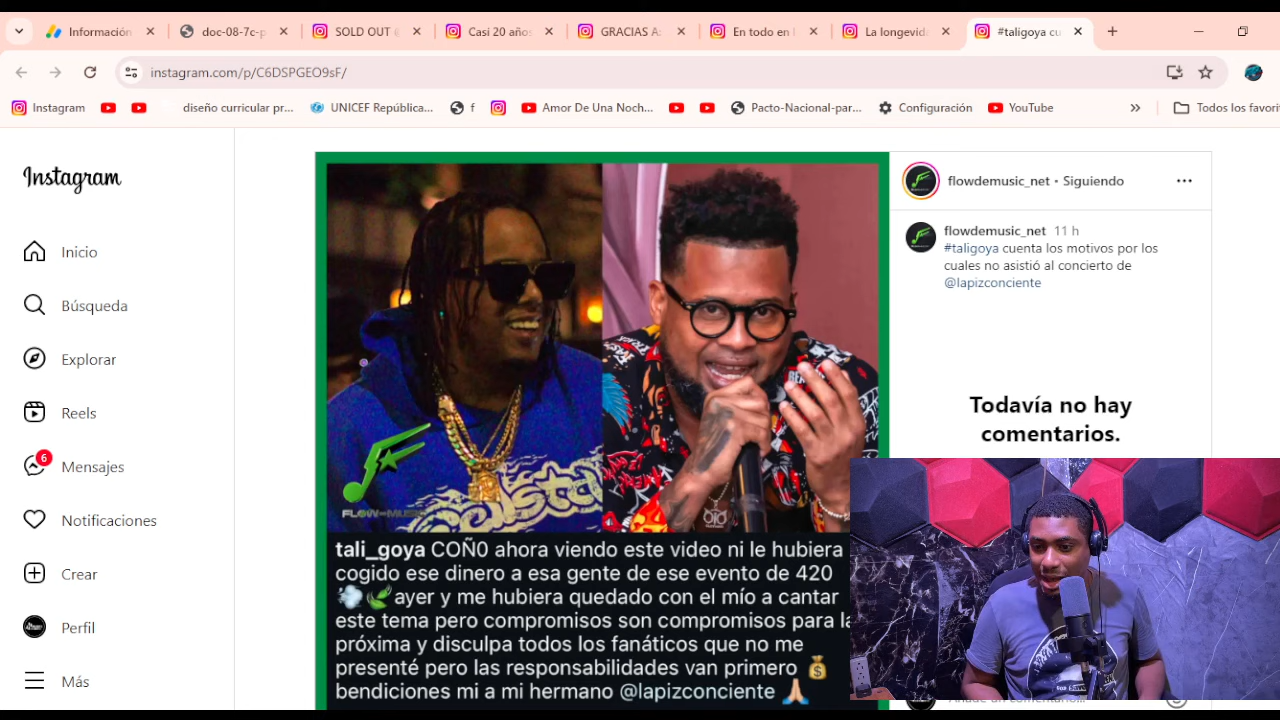 Información
doc-08-7c-p
SOLD OUT
Casi 20 años
GRACIAS A
En todo en l
La longevida
#taligoya cu
instagram.com/p/C6DSPGEO9sF/
Instagram
diseño curricular pr...
UNICEF República...
f
Amor De Una Noch...
Pacto-Nacional-par...
Configuración
YouTube
»
Todos los favorit
Instagram
Inicio
Búsqueda
Explorar
Reels
6
Mensajes
Notificaciones
Crear
Perfil
Más
FLOW-MUSIC
tali_goya COÑ0 ahora viendo este video ni le hubiera
cogido ese dinero a esa gente de ese evento de 420
💨🌿ayer y me hubiera quedado con el mío a cantar
este tema pero compromisos son compromisos para la
próxima y disculpa todos los fanáticos que no me
presenté pero las responsabilidades van primero 💰
bendiciones mi a mi hermano @lapizconciente 🙏🏼
flowdemusic_net • Siguiendo
flowdemusic_net 11 h
#taligoya cuenta los motivos por los
cuales no asistió al concierto de
@lapizconciente
Todavía no hay
comentarios.